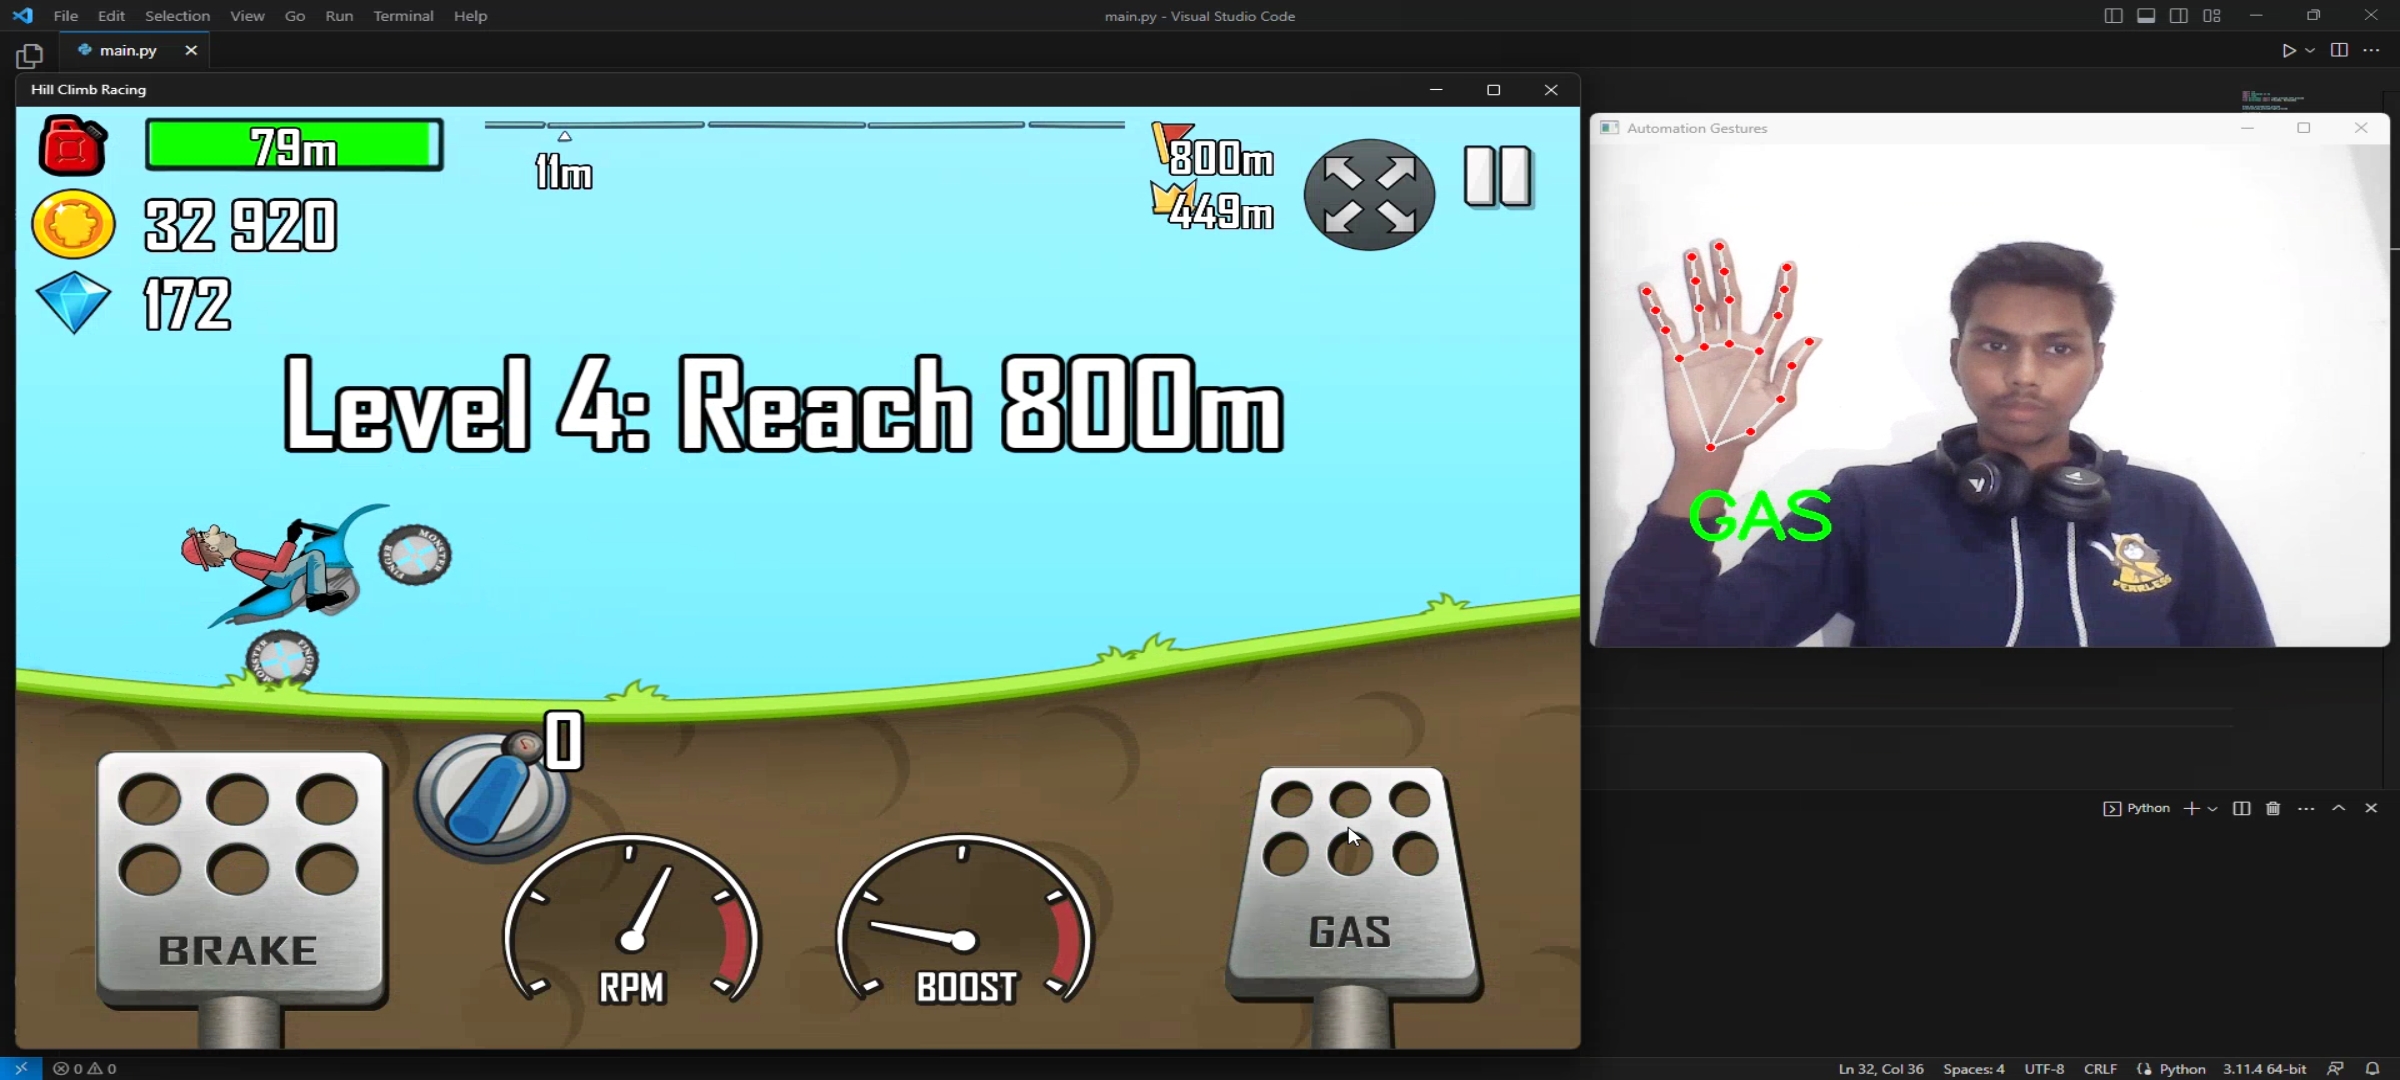 File Edit Selection View Go Run Terminal Help
main.py - Visual Studio Code
main.py
Hill Climb Racing
79m
11m
800m
449m
32 920
172
Level 4: Reach 800m
0
BRAKE
RPM
BOOST
GAS
Automation Gestures
GAS
Python
0 0
Ln 32, Col 36 Spaces: 4 UTF-8 CRLF Python 3.11.4 64-bit